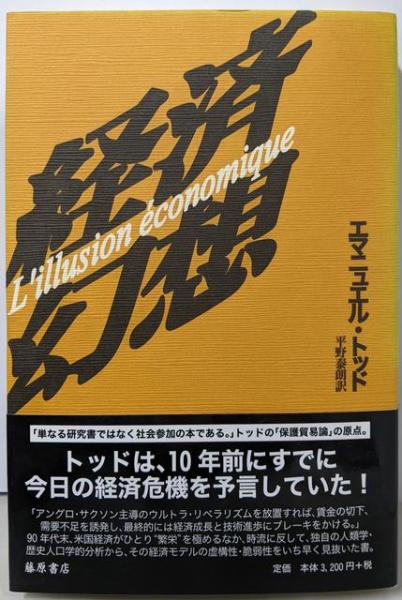 経済
幻想
L'illusion économique
エマニュエル・トッド
平野泰朗訳
「単なる研究書ではなく社会参加の本である。」トッドの「保護貿易論」の原点。
トッドは、10年前にすでに
今日の経済危機を予言していた！
「アングロ・サクソン主導のウルトラ・リベラリズムを放置すれば、賃金の切下、
需要不足を誘発し、最終的には経済成長と技術進歩にブレーキをかける。」
90年代末、米国経済がひとり“繁栄”を極めるなか、時流に反して、独自の人類学・
歴史人口学的分析から、その経済モデルの虚構性・脆弱性をいち早く見抜いた書。
藤原書店
定価 本体3,200円+税